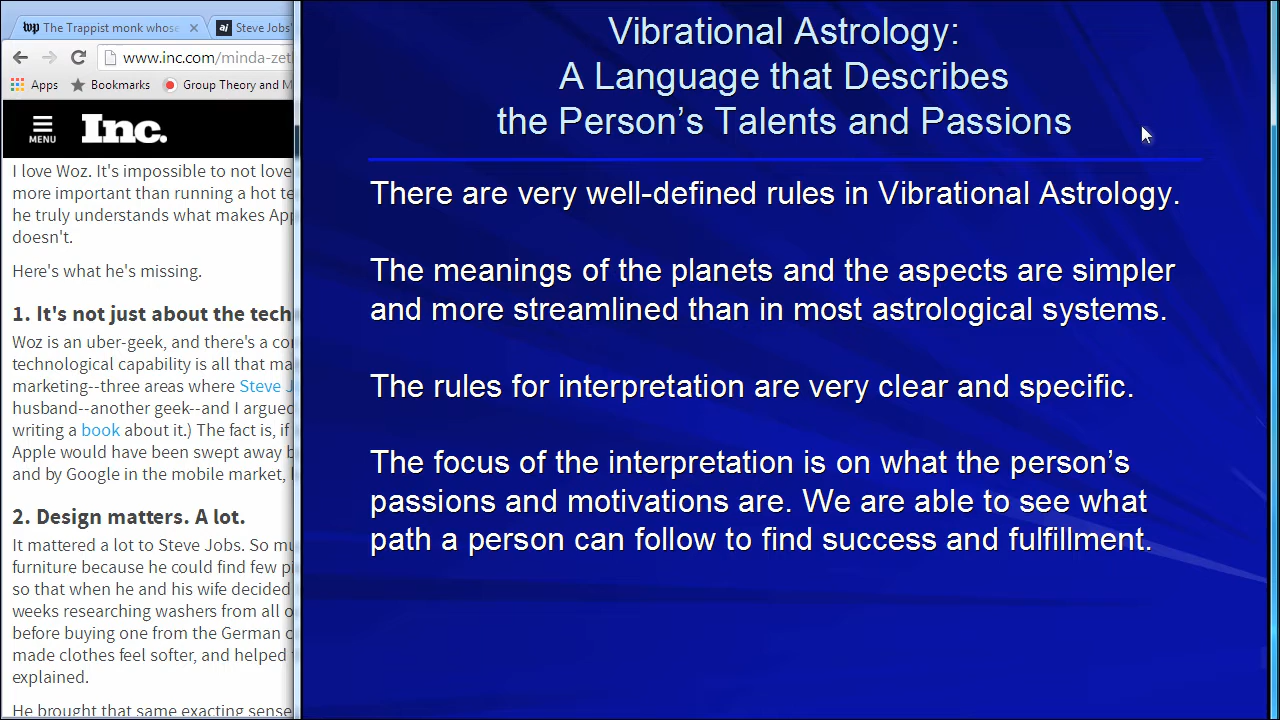 The Trappist monk whose
Steve Jobs'
www.inc.com/minda-zet
Apps
Bookmarks
Group Theory and M
MENU
Inc.
I love Woz. It's impossible to not love
more important than running a hot te
he truly understands what makes App
doesn't.
Here's what he's missing.
1. It's not just about the tech
Woz is an uber-geek, and there's a co
technological capability is all that ma
marketing--three areas where Steve J
husband--another geek--and I argued
writing a book about it.) The fact is, if
Apple would have been swept away b
and by Google in the mobile market,
2. Design matters. A lot.
It mattered a lot to Steve Jobs. So mu
furniture because he could find few pi
so that when he and his wife decided
weeks researching washers from all o
before buying one from the German c
made clothes feel softer, and helped
explained.
He brought that same exacting sense
Vibrational Astrology:
A Language that Describes
the Person's Talents and Passions
There are very well-defined rules in Vibrational Astrology.
The meanings of the planets and the aspects are simpler
and more streamlined than in most astrological systems.
The rules for interpretation are very clear and specific.
The focus of the interpretation is on what the person's
passions and motivations are. We are able to see what
path a person can follow to find success and fulfillment.